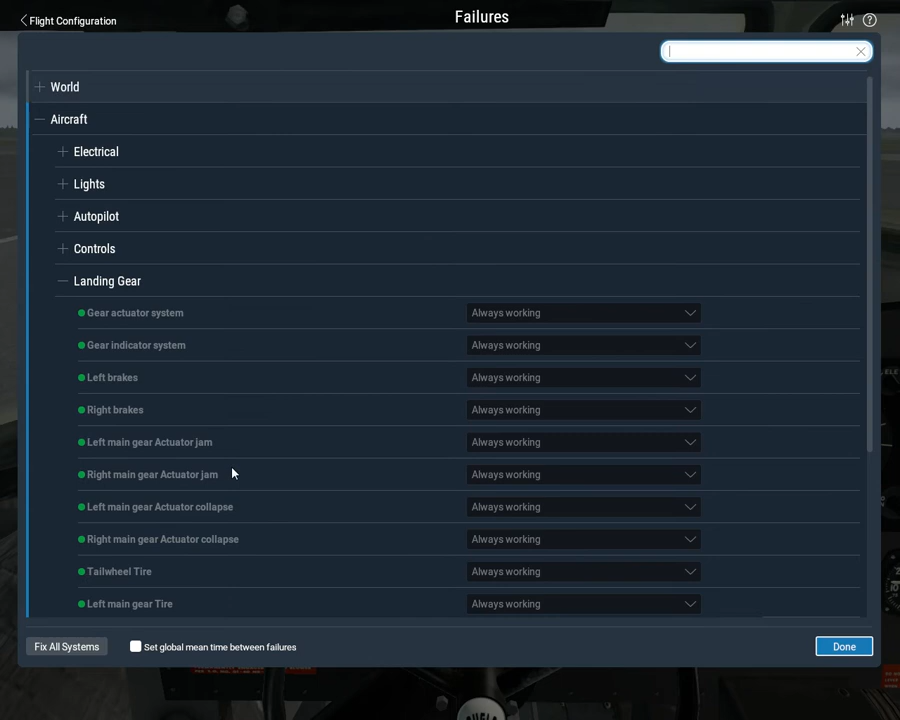 Flight Configuration
Failures
World
Aircraft
Electrical
Lights
Autopilot
Controls
Landing Gear
Gear actuator system Always working
Gear indicator system Always working
Left brakes Always working
Right brakes Always working
Left main gear Actuator jam Always working
Right main gear Actuator jam Always working
Left main gear Actuator collapse Always working
Right main gear Actuator collapse Always working
Tailwheel Tire Always working
Left main gear Tire Always working
Fix All Systems
Set global mean time between failures
Done